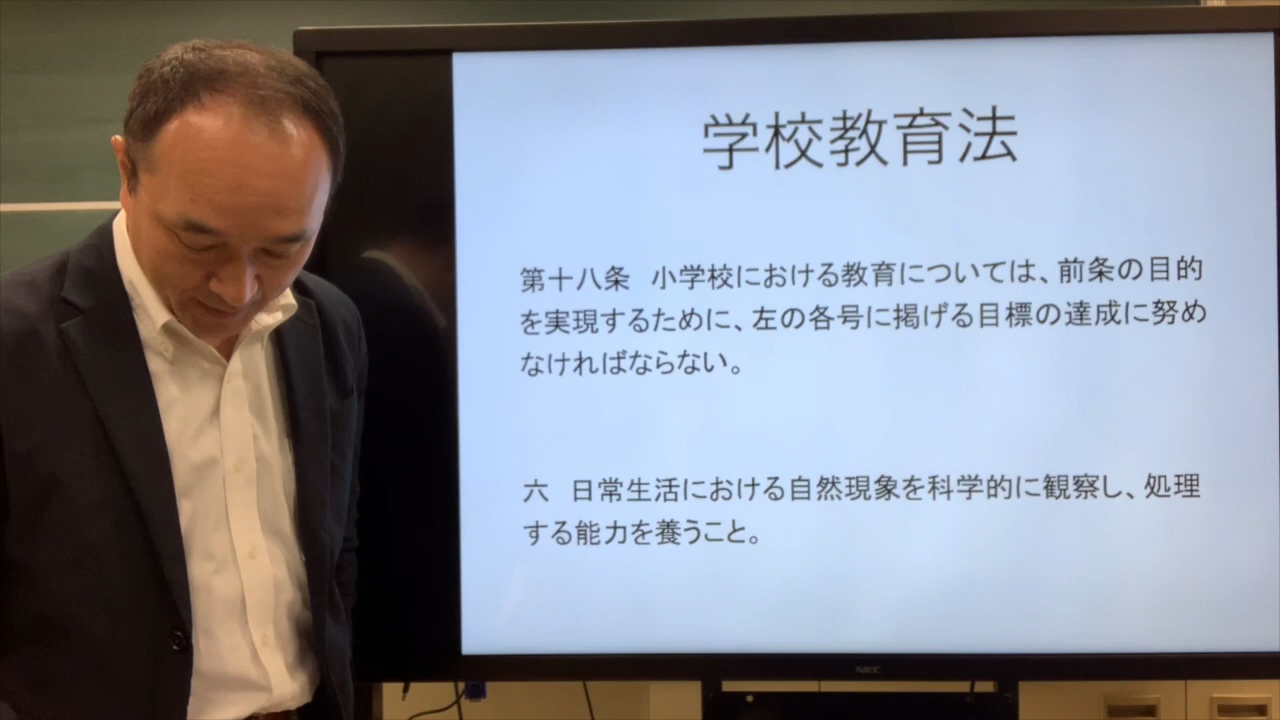 学校教育法
第十八条　小学校における教育については、前条の目的
を実現するために、左の各号に掲げる目標の達成に努め
なければならない。
六　日常生活における自然現象を科学的に観察し、処理
する能力を養うこと。
NEC